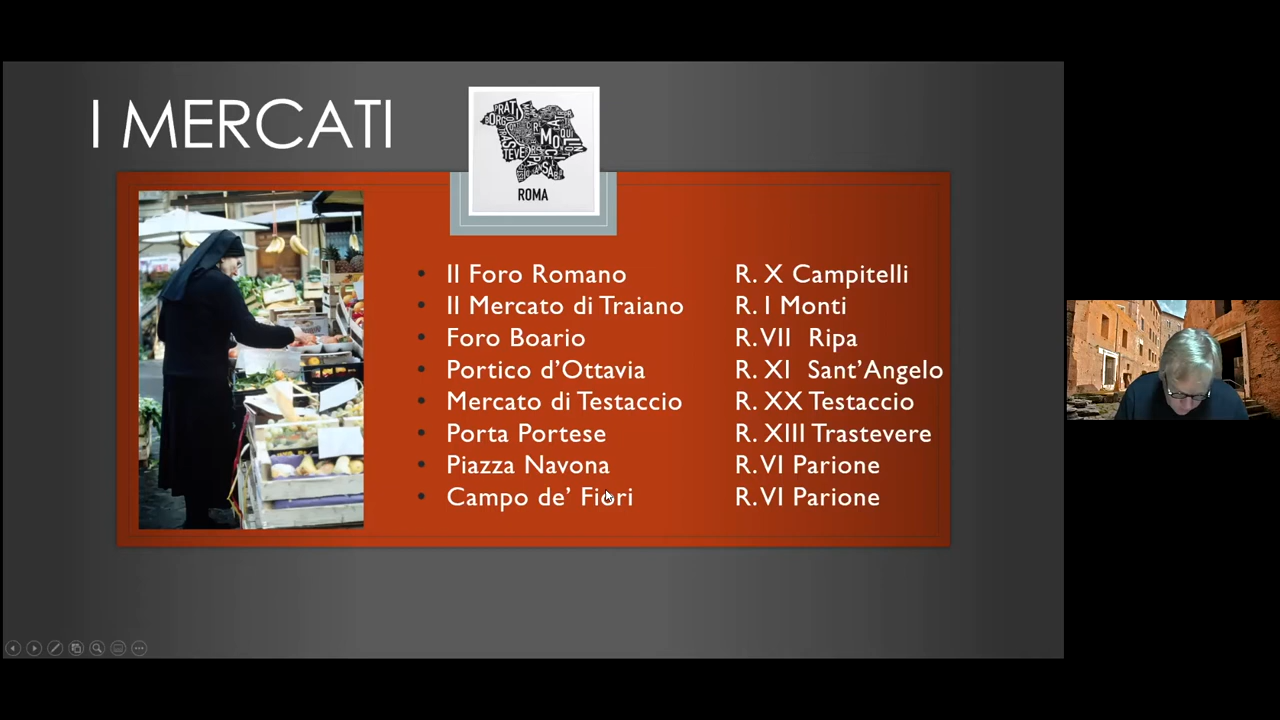 I MERCATI
ROMA
Il Foro Romano R. X Campitelli
Il Mercato di Traiano R. I Monti
Foro Boario R. VII Ripa
Portico d'Ottavia R. XI Sant'Angelo
Mercato di Testaccio R. XX Testaccio
Porta Portese R. XIII Trastevere
Piazza Navona R. VI Parione
Campo de' Fiori R. VI Parione